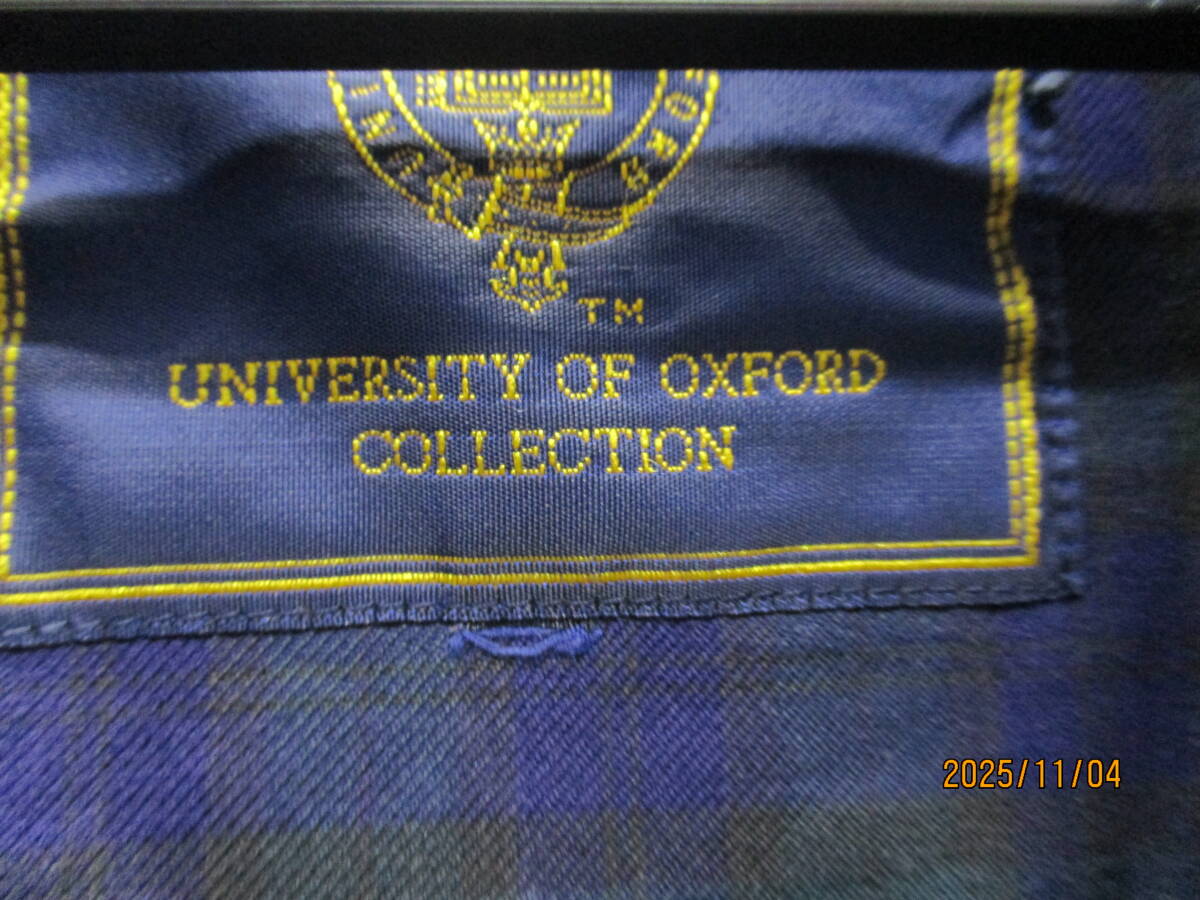 TM
UNIVERSITY OF OXFORD
COLLECTION
2025/11/04